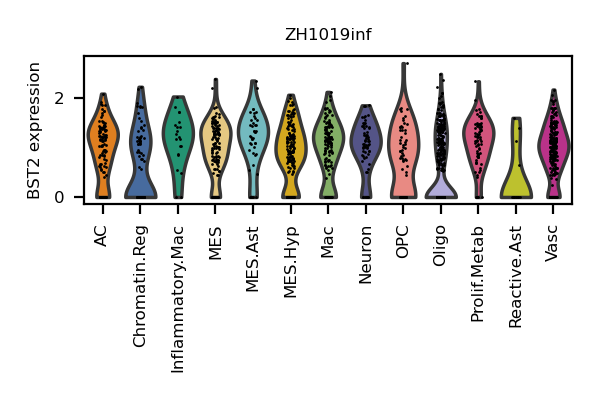 ZH1019inf
BST2 expression
2
0
AC
Chromatin.Reg
Inflammatory.Mac
MES
MES.Ast
MES.Hyp
Mac
Neuron
OPC
Oligo
Prolif.Metab
Reactive.Ast
Vasc